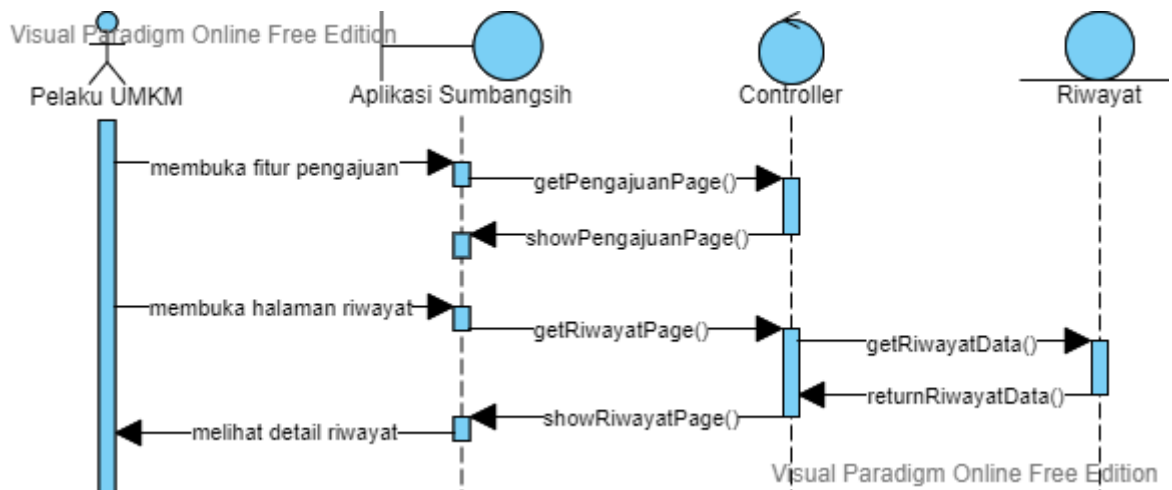 Visual Paradigm Online Free Edition
Pelaku UMKM
Aplikasi Sumbangsih
Controller
Riwayat
membuka fitur pengajuan
getPengajuanPage()
showPengajuanPage()
membuka halaman riwayat
getRiwayatPage()
getRiwayatData()
returnRiwayatData()
showRiwayatPage()
melihat detail riwayat
Visual Paradigm Online Free Edition